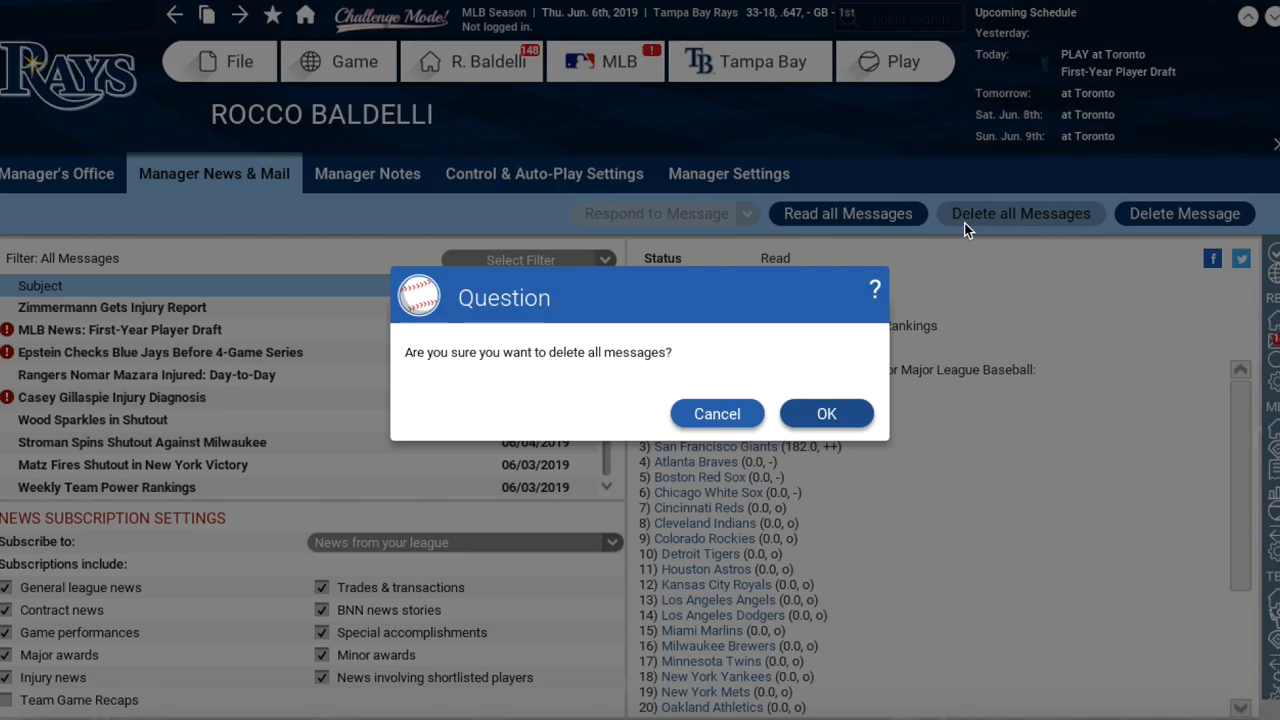 Challenge Mode!
MLB Season | Thu. Jun. 6th, 2019 | Tampa Bay Rays 33-18, .647, - GB - 1st
Not logged in.
Global search
Upcoming Schedule
Yesterday:
Today: PLAY at Toronto
First-Year Player Draft
Tomorrow: at Toronto
Sat. Jun. 8th: at Toronto
Sun. Jun. 9th: at Toronto
RAYS
File
Game
R. Baldelli 148
MLB !
TB Tampa Bay
Play
ROCCO BALDELLI
Manager's Office
Manager News & Mail
Manager Notes
Control & Auto-Play Settings
Manager Settings
Respond to Message
Read all Messages
Delete all Messages
Delete Message
Filter: All Messages
Select Filter
Subject
Zimmermann Gets Injury Report
MLB News: First-Year Player Draft
Epstein Checks Blue Jays Before 4-Game Series
Rangers Nomar Mazara Injured: Day-to-Day
Casey Gillaspie Injury Diagnosis
Wood Sparkles in Shutout
Stroman Spins Shutout Against Milwaukee 06/04/2019
Matz Fires Shutout in New York Victory 06/03/2019
Weekly Team Power Rankings 06/03/2019
Question
?
Are you sure you want to delete all messages?
Cancel
OK
NEWS SUBSCRIPTION SETTINGS
Subscribe to: News from your league
Subscriptions include:
General league news
Trades & transactions
Contract news
BNN news stories
Game performances
Special accomplishments
Major awards
Minor awards
Injury news
News involving shortlisted players
Team Game Recaps
Status Read
ankings
or Major League Baseball:
3) San Francisco Giants (182.0, ++)
4) Atlanta Braves (0.0, -)
5) Boston Red Sox (0.0, -)
6) Chicago White Sox (0.0, -)
7) Cincinnati Reds (0.0, o)
8) Cleveland Indians (0.0, o)
9) Colorado Rockies (0.0, o)
10) Detroit Tigers (0.0, o)
11) Houston Astros (0.0, o)
12) Kansas City Royals (0.0, o)
13) Los Angeles Angels (0.0, o)
14) Los Angeles Dodgers (0.0, o)
15) Miami Marlins (0.0, o)
16) Milwaukee Brewers (0.0, o)
17) Minnesota Twins (0.0, o)
18) New York Yankees (0.0, o)
19) New York Mets (0.0, o)
20) Oakland Athletics (0.0, o)